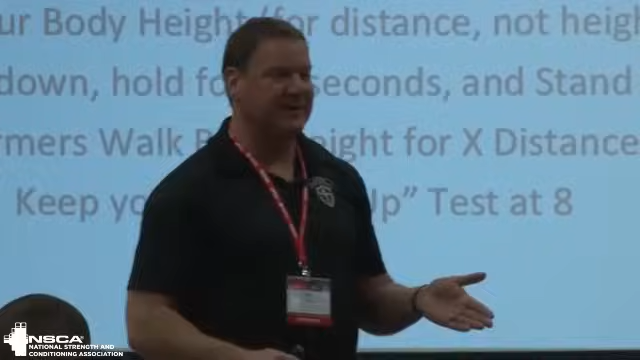 ur Body Height (for distance, not heigh
down, hold fo seconds, and Stand
rmers Walk B eight for X Distance
Keep yo Up” Test at 8
NSCA
NATIONAL STRENGTH AND
CONDITIONING ASSOCIATION